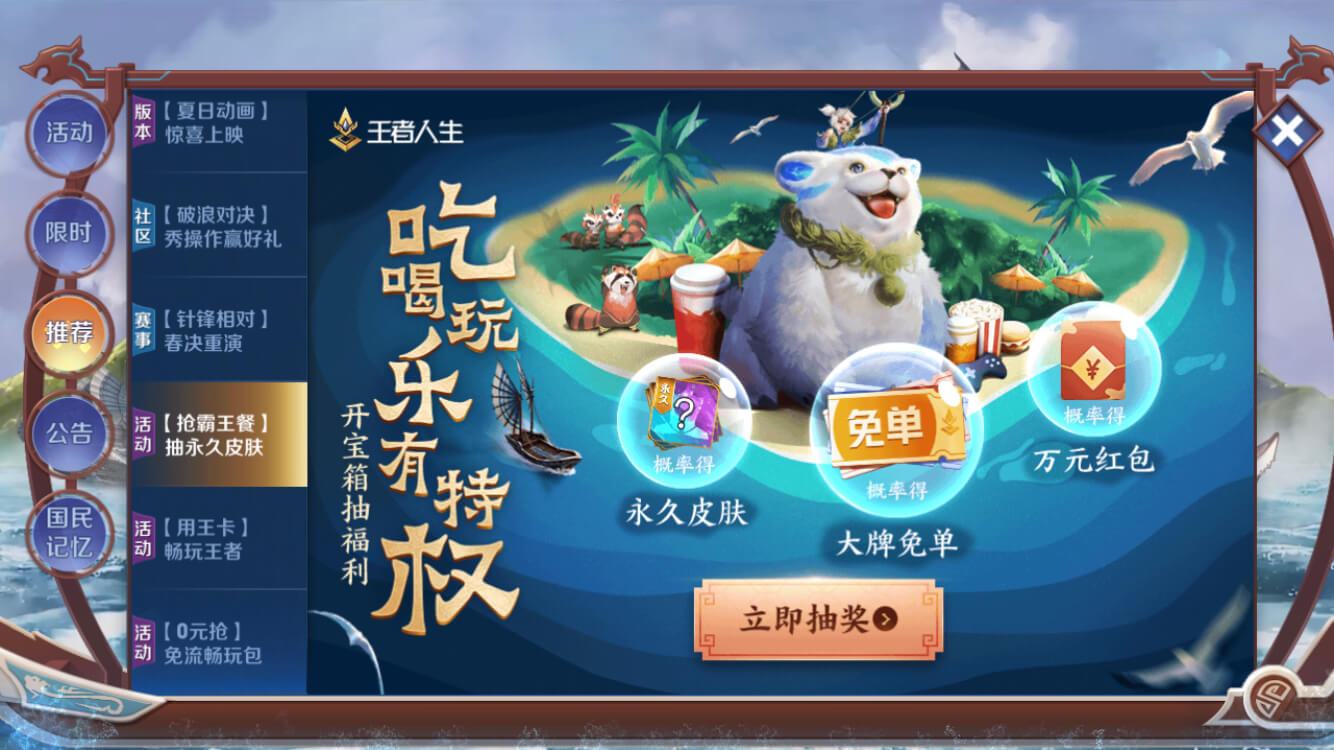 活动
限时
推荐
公告
国民
记忆
版本
【夏日动画】
惊喜上映
社区
【破浪对决】
秀操作赢好礼
赛事
【针锋相对】
春决重演
活动
【抢霸王餐】
抽永久皮肤
活动
【用王卡】
畅玩王者
活动
【0元抢】
免流畅玩包
王者人生
吃喝玩乐有特权
开宝箱抽福利
永久
?
概率得
永久皮肤
免单
概率得
大牌免单
¥
概率得
万元红包
立即抽奖